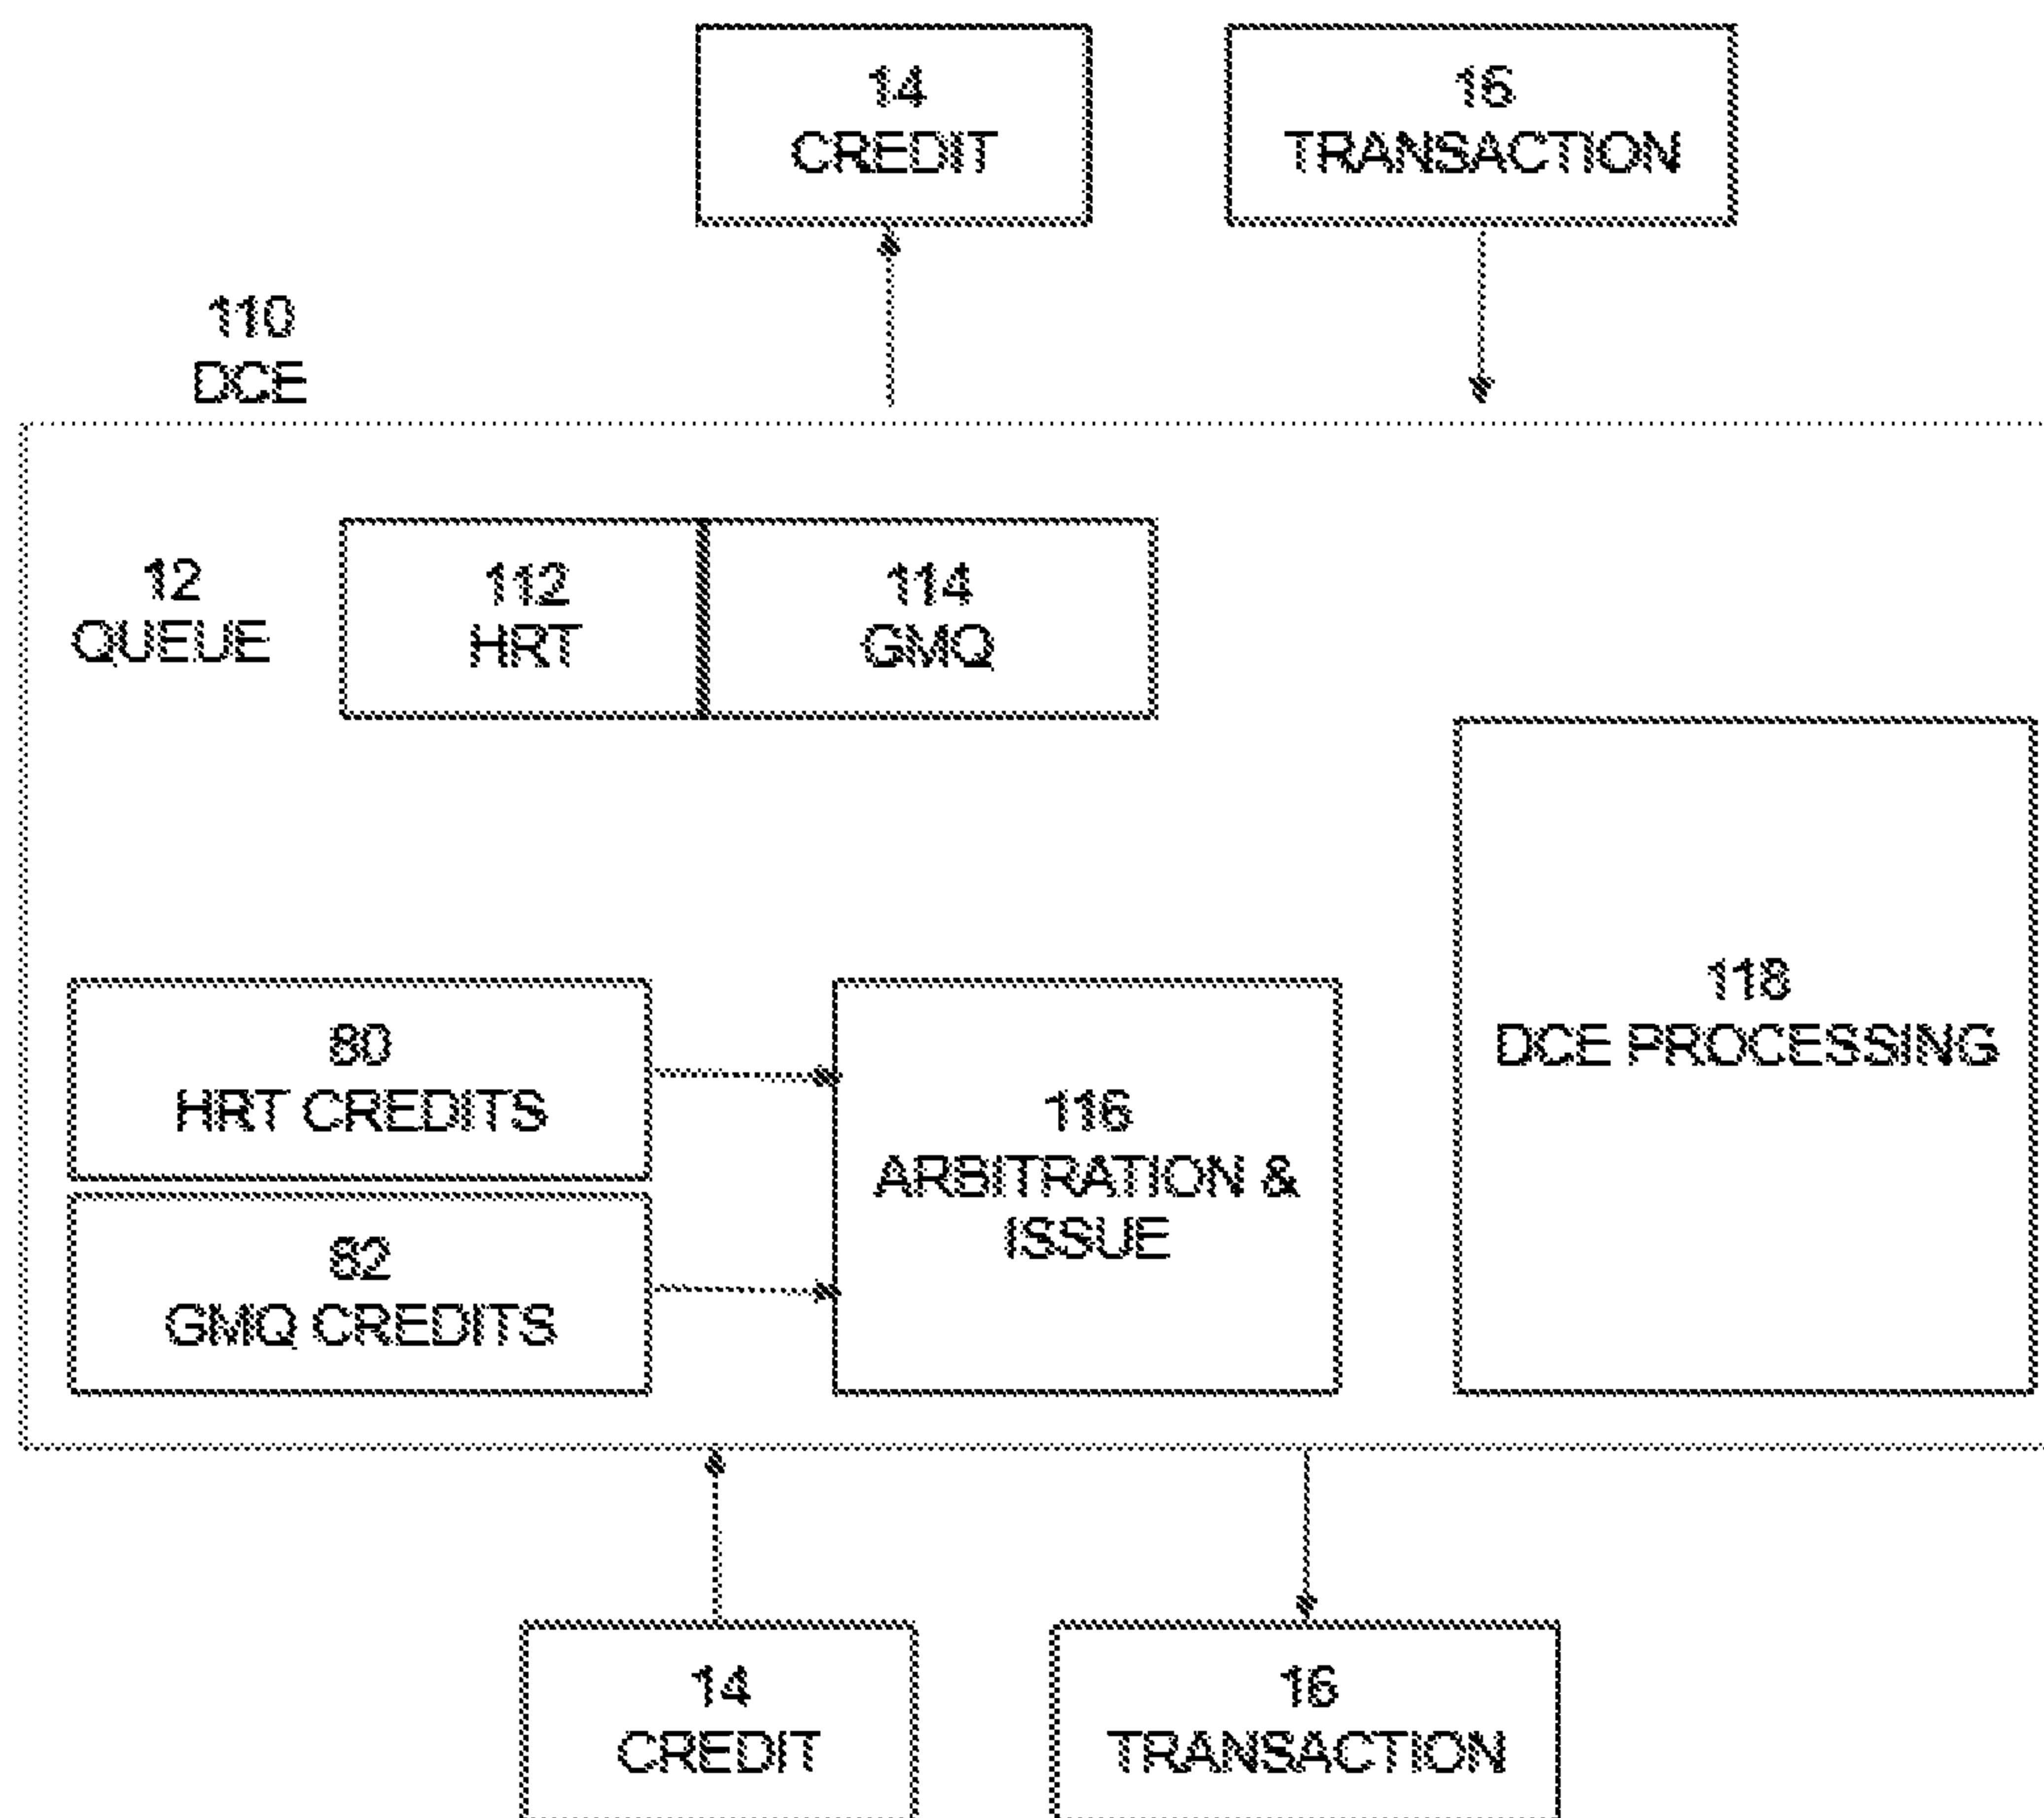 14
CREDIT
16
TRANSACTION
110
DCE
12
QUEUE
112
HRT
114
GMQ
118
DCE PROCESSING
80
HRT CREDITS
116
ARBITRATION &
ISSUE
82
GMQ CREDITS
14
CREDIT
16
TRANSACTION